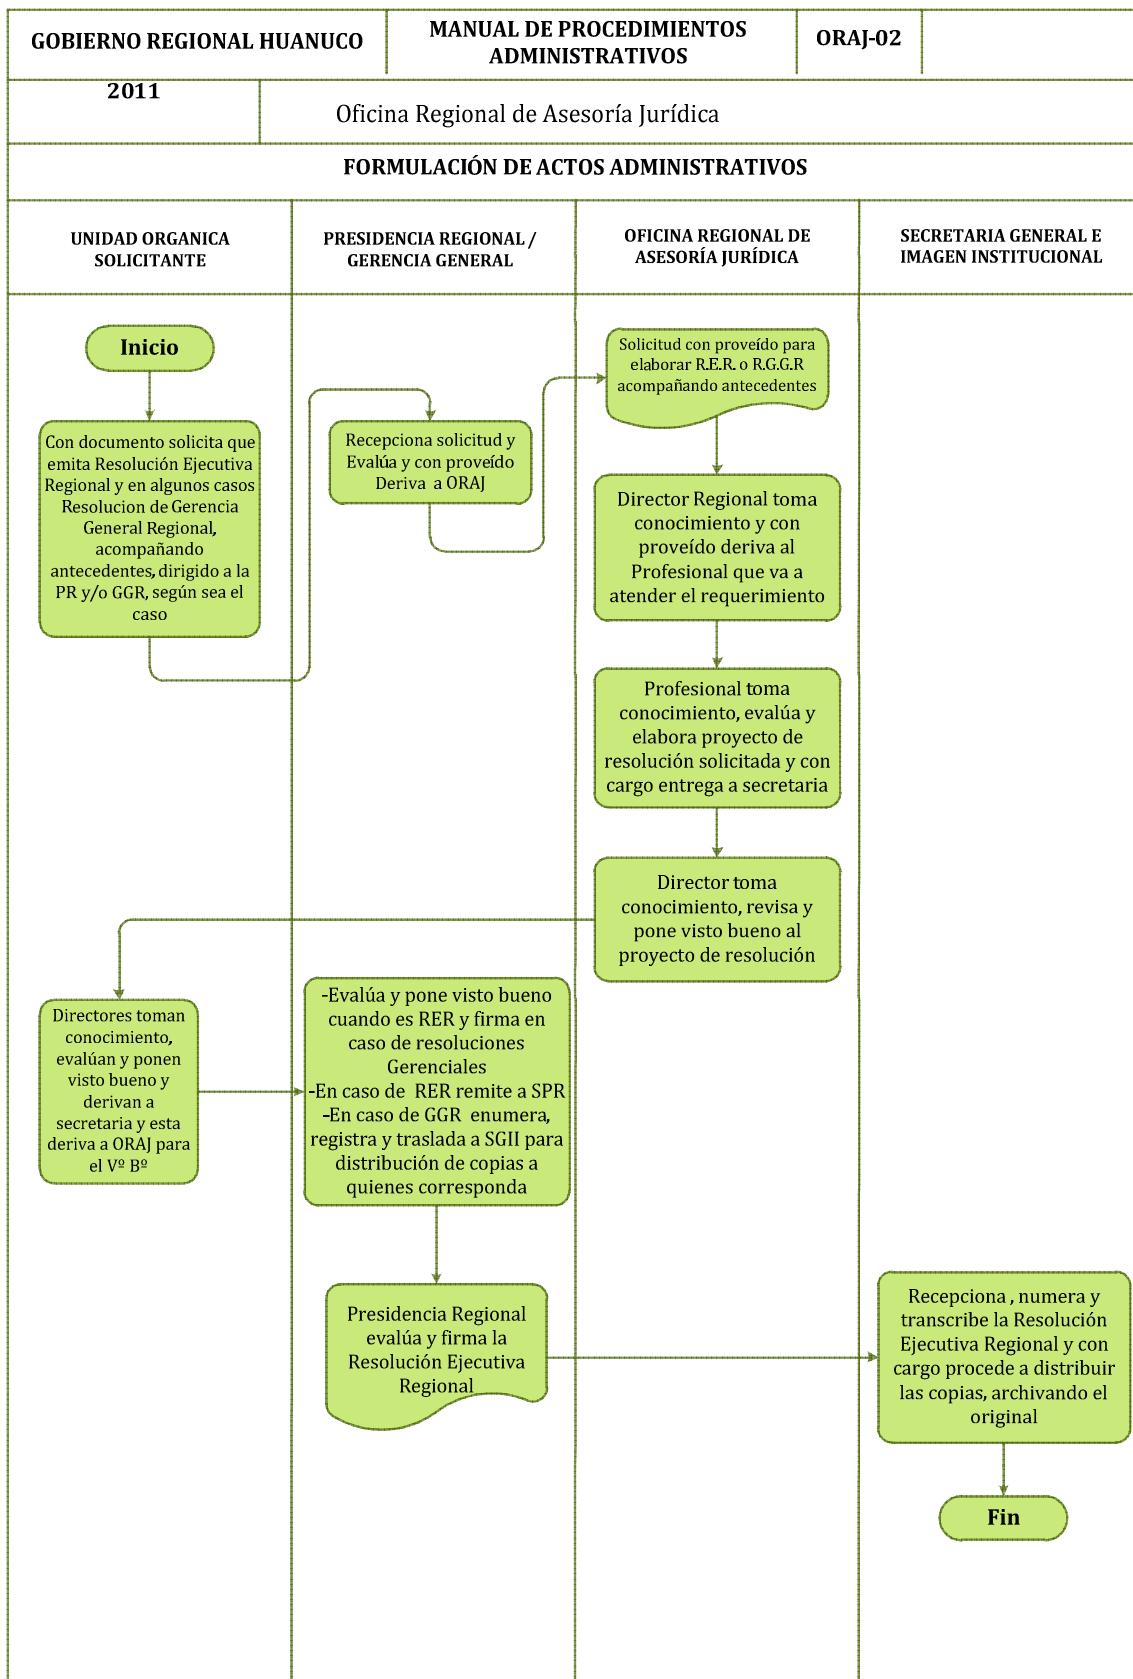 GOBIERNO REGIONAL HUANUCO
MANUAL DE PROCEDIMIENTOS
ADMINISTRATIVOS
ORAJ-02
2011
Oficina Regional de Asesoría Jurídica
FORMULACIÓN DE ACTOS ADMINISTRATIVOS
UNIDAD ORGANICA
SOLICITANTE
PRESIDENCIA REGIONAL /
GERENCIA GENERAL
OFICINA REGIONAL DE
ASESORÍA JURÍDICA
SECRETARIA GENERAL E
IMAGEN INSTITUCIONAL
Inicio
Con documento solicita que
emita Resolución Ejecutiva
Regional y en algunos casos
Resolucion de Gerencia
General Regional,
acompañando
antecedentes, dirigido a la
PR y/o GGR, según sea el
caso
Recepciona solicitud y
Evalúa y con proveído
Deriva a ORAJ
Solicitud con proveído para
elaborar R.E.R. o R.G.G.R
acompañando antecedentes
Director Regional toma
conocimiento y con
proveído deriva al
Profesional que va a
atender el requerimiento
Profesional toma
conocimiento, evalúa y
elabora proyecto de
resolución solicitada y con
cargo entrega a secretaria
Director toma
conocimiento, revisa y
pone visto bueno al
proyecto de resolución
Directores toman
conocimiento,
evalúan y ponen
visto bueno y
derivan a
secretaria y esta
deriva a ORAJ para
el Vº Bº
-Evalúa y pone visto bueno
cuando es RER y firma en
caso de resoluciones
Gerenciales
-En caso de RER remite a SPR
-En caso de GGR enumera,
registra y traslada a SGII para
distribución de copias a
quienes corresponda
Presidencia Regional
evalúa y firma la
Resolución Ejecutiva
Regional
Recepciona , numera y
transcribe la Resolución
Ejecutiva Regional y con
cargo procede a distribuir
las copias, archivando el
original
Fin